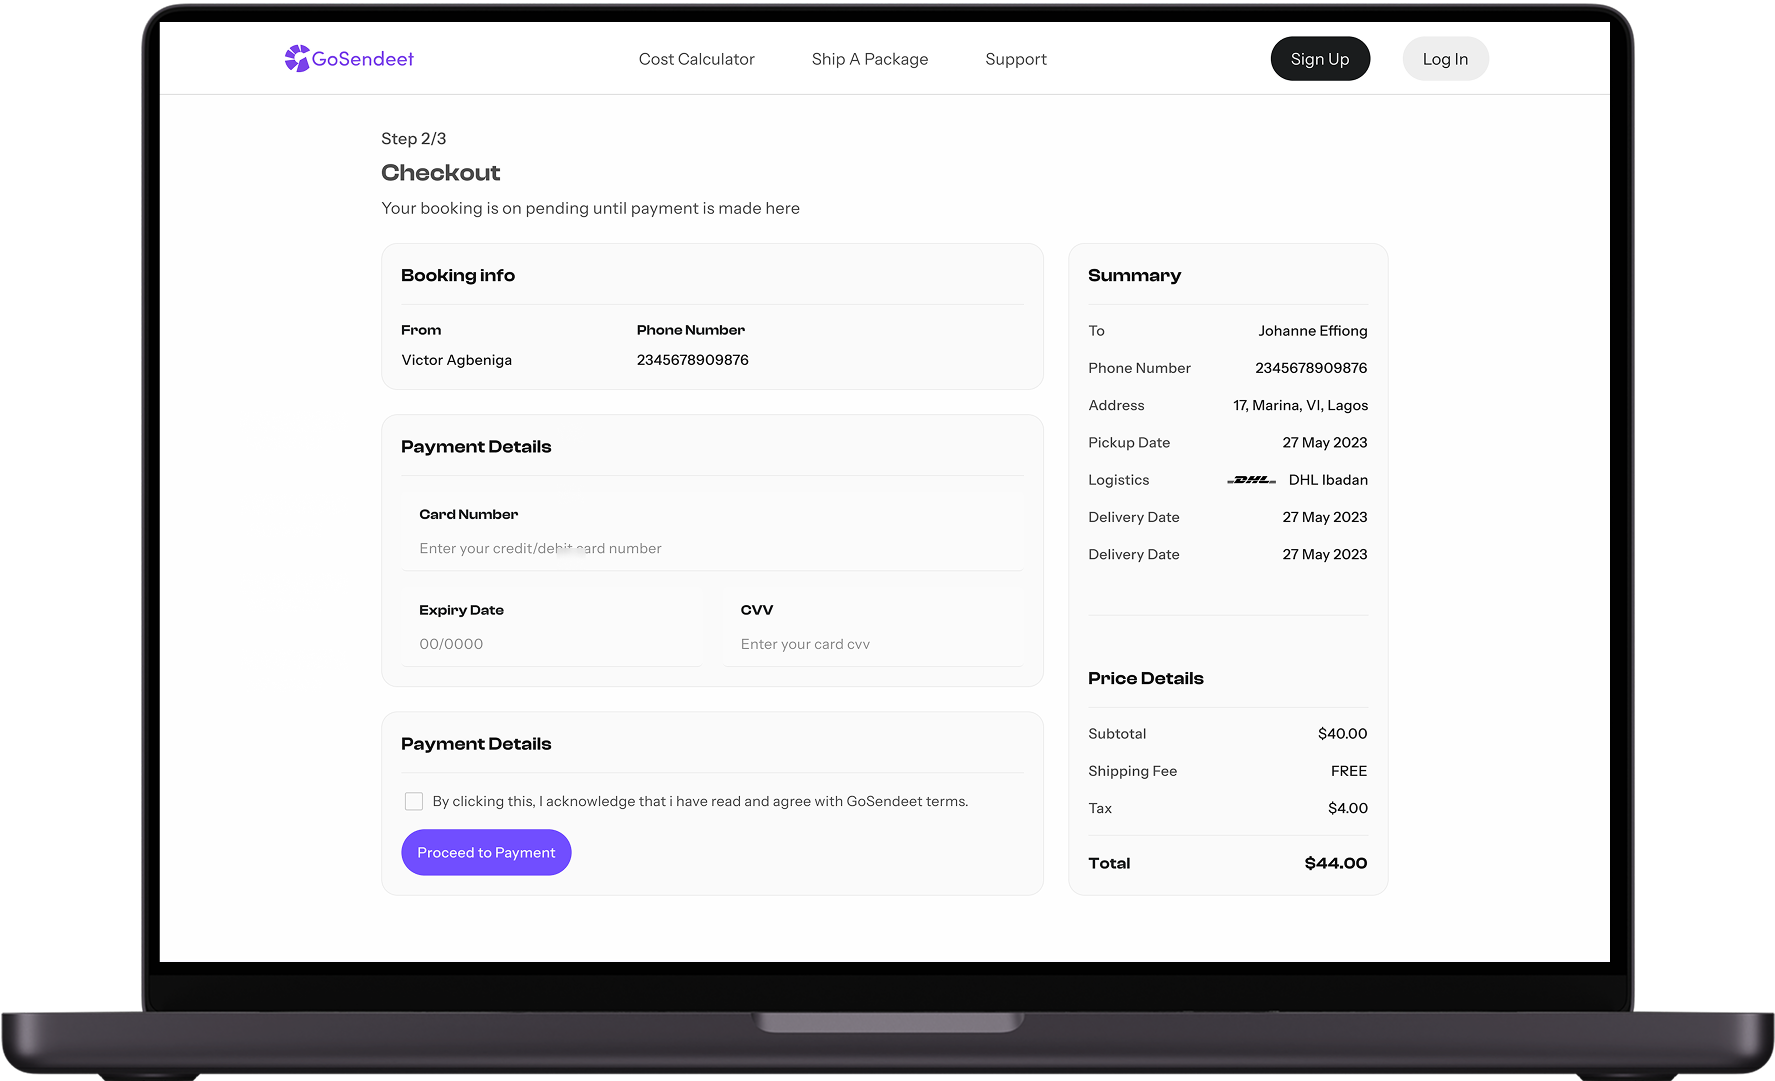 GoSendeet
Cost Calculator
Ship A Package
Support
Sign Up
Log In
Step 2/3
Checkout
Your booking is on pending until payment is made here
Booking info
From
Phone Number
Victor Agbeniga
2345678909876
Payment Details
Card Number
Enter your credit/debit card number
Expiry Date
CVV
00/0000
Enter your card cvv
Payment Details
By clicking this, I acknowledge that i have read and agree with GoSendeet terms.
Proceed to Payment
Summary
To Johanne Effiong
Phone Number 2345678909876
Address 17, Marina, VI, Lagos
Pickup Date 27 May 2023
Logistics DHL DHL Ibadan
Delivery Date 27 May 2023
Delivery Date 27 May 2023
Price Details
Subtotal $40.00
Shipping Fee FREE
Tax $4.00
Total $44.00